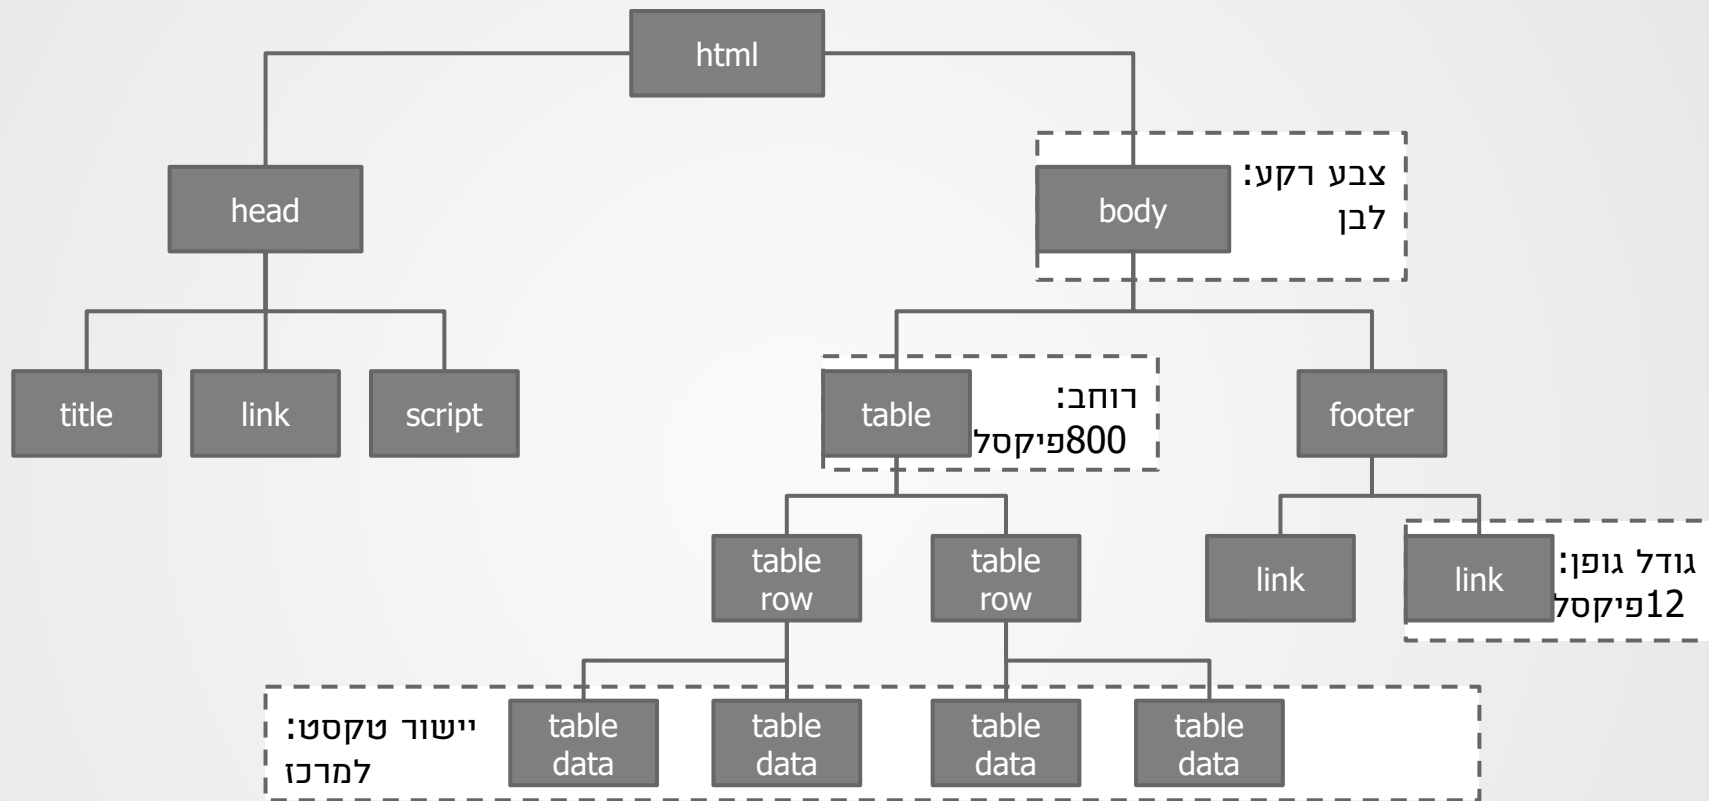 html
head
body
צבע רקע:
לבן
title
link
script
table
רוחב:
800פיקסל
footer
table
row
table
row
link
link
גודל גופן:
12פיקסל
יישור טקסט:
למרכז
table
data
table
data
table
data
table
data